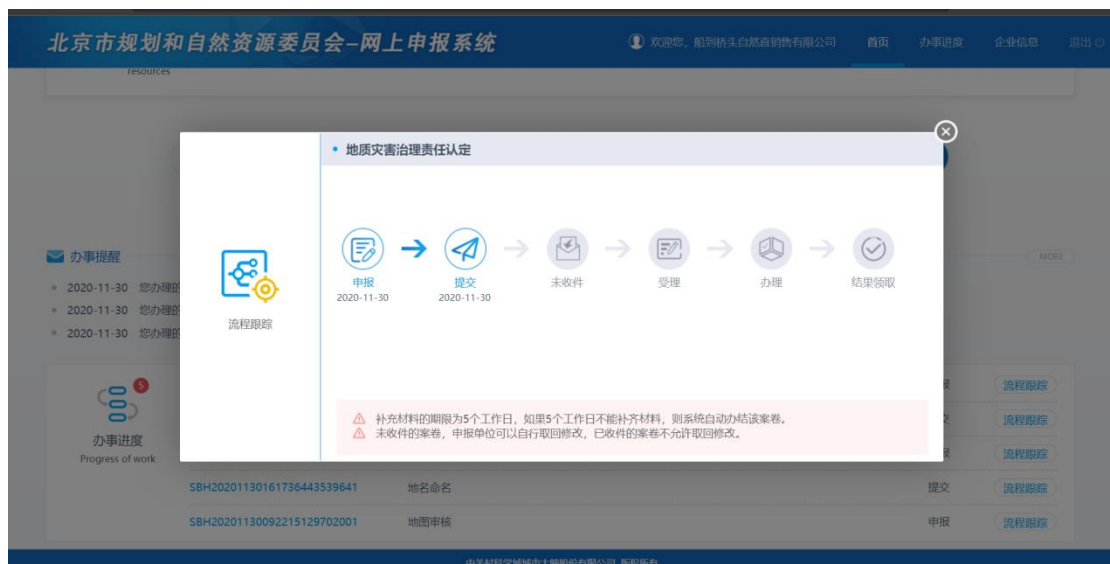 北京市规划和自然资源委员会-网上申报系统
欢迎您，船到桥头自然直销售有限公司
首页
办事进度
企业信息
退出
resources
地质灾害治理责任认定
申报
2020-11-30
提交
2020-11-30
未收件
受理
办理
结果领取
流程跟踪
补充材料的期限为5个工作日，如果5个工作日不能补齐材料，则系统自动办结该案卷。
未收件的案卷，申报单位可以自行取回修改，已收件的案卷不允许取回修改。
办事提醒
MORE
2020-11-30 您办理的
2020-11-30 您办理的
2020-11-30 您办理的
5
办事进度
Progress of work
流程跟踪
流程跟踪
流程跟踪
SBH20201130161736443539641 地名命名 提交 流程跟踪
SBH20201130092215129702001 地图审核 申报 流程跟踪